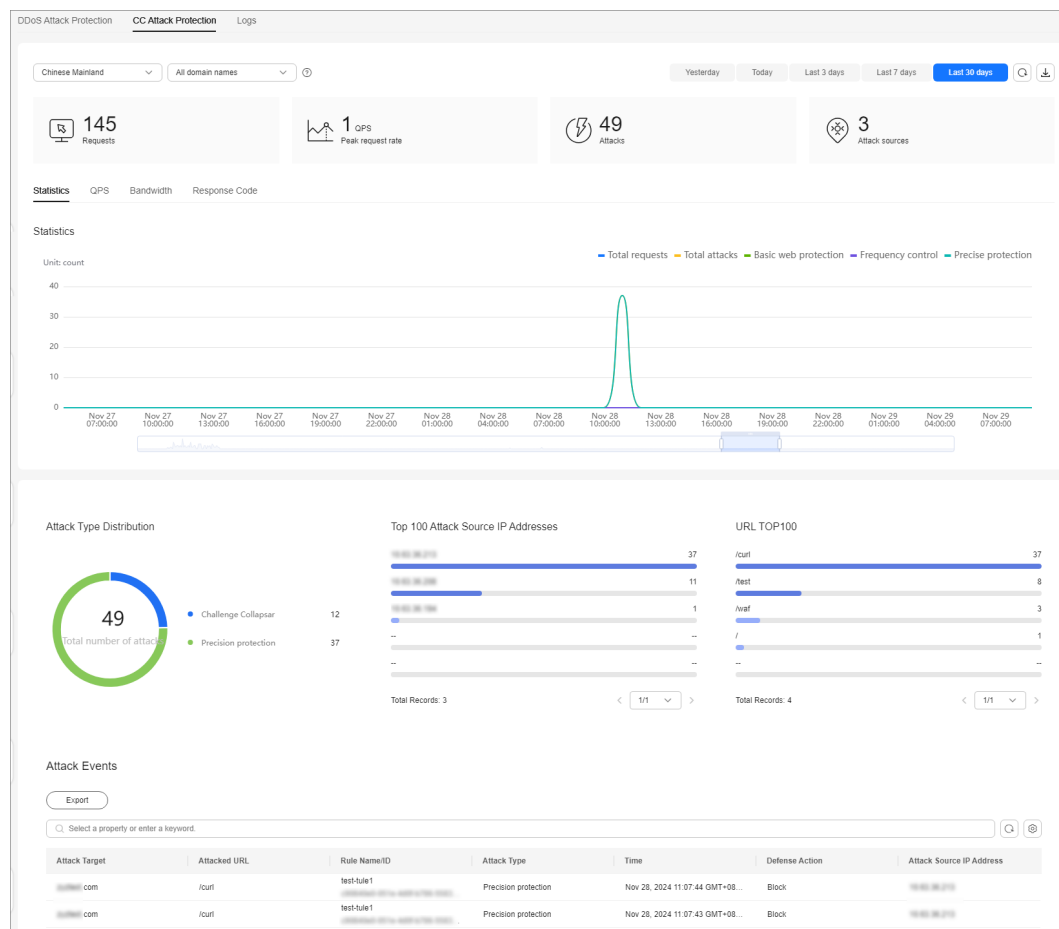 DDoS Attack Protection CC Attack Protection Logs
Chinese Mainland All domain names Yesterday Today Last 3 days Last 7 days Last 30 days
145 1 QPS 49 3
Requests Peak request rate Attacks Attack sources
Statistics QPS Bandwidth Response Code
Statistics
Unit: count Total requests Total attacks Basic web protection Frequency control Precise protection
40
30
20
10
0
Nov 27 Nov 27 Nov 27 Nov 27 Nov 27 Nov 27 Nov 28 Nov 28 Nov 28 Nov 28 Nov 28 Nov 28 Nov 28 Nov 28 Nov 29 Nov 29 Nov 29
07:00:00 10:00:00 13:00:00 16:00:00 19:00:00 22:00:00 01:00:00 04:00:00 07:00:00 10:00:00 13:00:00 16:00:00 19:00:00 22:00:00 01:00:00 04:00:00 07:00:00
Attack Type Distribution Top 100 Attack Source IP Addresses URL TOP100
37 /curl 37
11 /test 8
49 Challenge Collapsar 12 1 /waf 3
Total number of attack -- -- / 1
Precision protection 37 -- -- -- --
Total Records: 3 1/1 Total Records: 4 1/1
Attack Events
Export
Select a property or enter a keyword.
Attack Target Attacked URL Rule Name/ID Attack Type Time Defense Action Attack Source IP Address
com /curl test-tule1 Precision protection Nov 28, 2024 11:07:44 GMT+08... Block
com /curl test-tule1 Precision protection Nov 28, 2024 11:07:43 GMT+08... Block